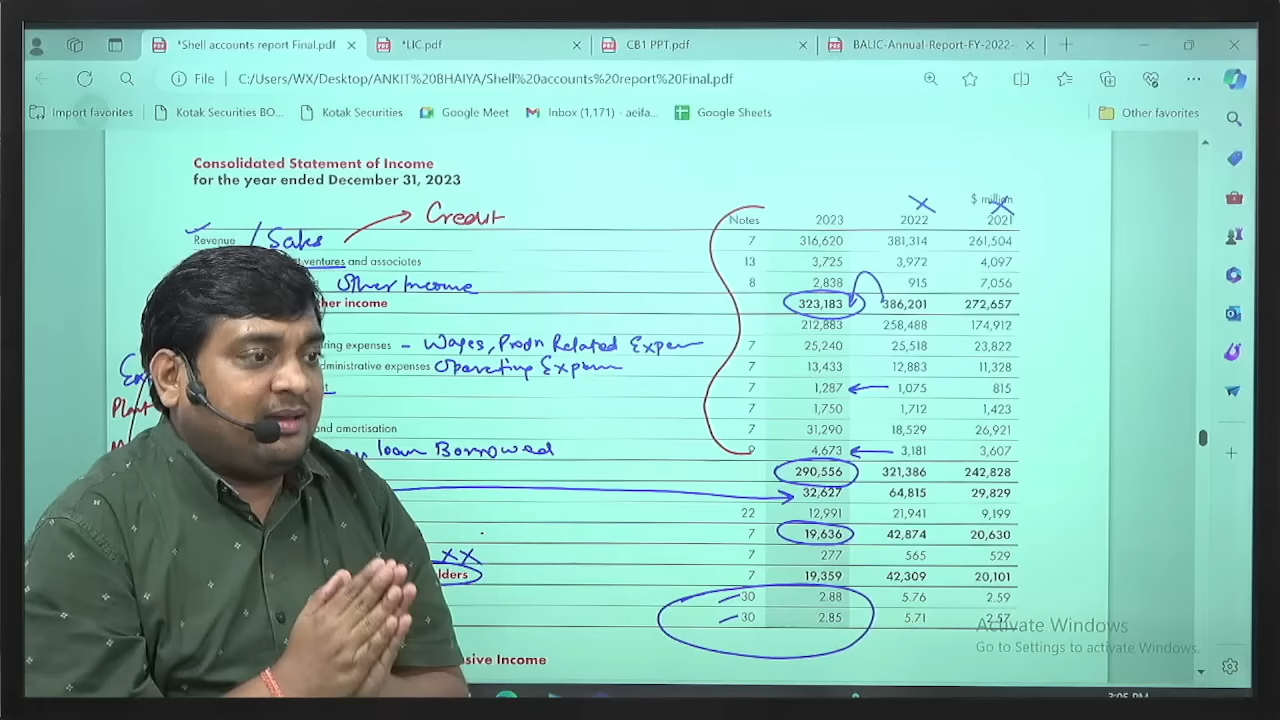 *Shell accounts report Final.pdf
*LIC.pdf
CB1 PPT.pdf
BALIC-Annual-Report-FY-2022-
File
C:/Users/WX/Desktop/ANKIT%20BHAIYA/Shell%20accounts%20report%20Final.pdf
Import favorites
Kotak Securities BO...
Kotak Securities
Google Meet
Inbox (1,171) - aeifa...
Google Sheets
Other favorites
Consolidated Statement of Income
for the year ended December 31, 2023
$ million
Credit
Notes 2023 2022 2021
Revenue / Sales 7 316,620 381,314 261,504
ventures and associates 13 3,725 3,972 4,097
Other Income 8 2,838 915 7,056
her income 323,183 386,201 272,657
212,883 258,488 174,912
ring expenses - Wages, Prodn Related Expen 7 25,240 25,518 23,822
dministrative expenses Operating Expenn 7 13,433 12,883 11,328
7 1,287 1,075 815
Plant 7 1,750 1,712 1,423
and amortisation 7 31,290 18,529 26,921
loan Borrowed 9 4,673 3,181 3,607
290,556 321,386 242,828
32,627 64,815 29,829
22 12,991 21,941 9,199
7 19,636 42,874 20,630
XX 7 277 565 529
lders 7 19,359 42,309 20,101
30 2.88 5.76 2.59
30 2.85 5.71 2.57
Activate Windows
Go to Settings to activate Windows.
sive Income
3:05 PM